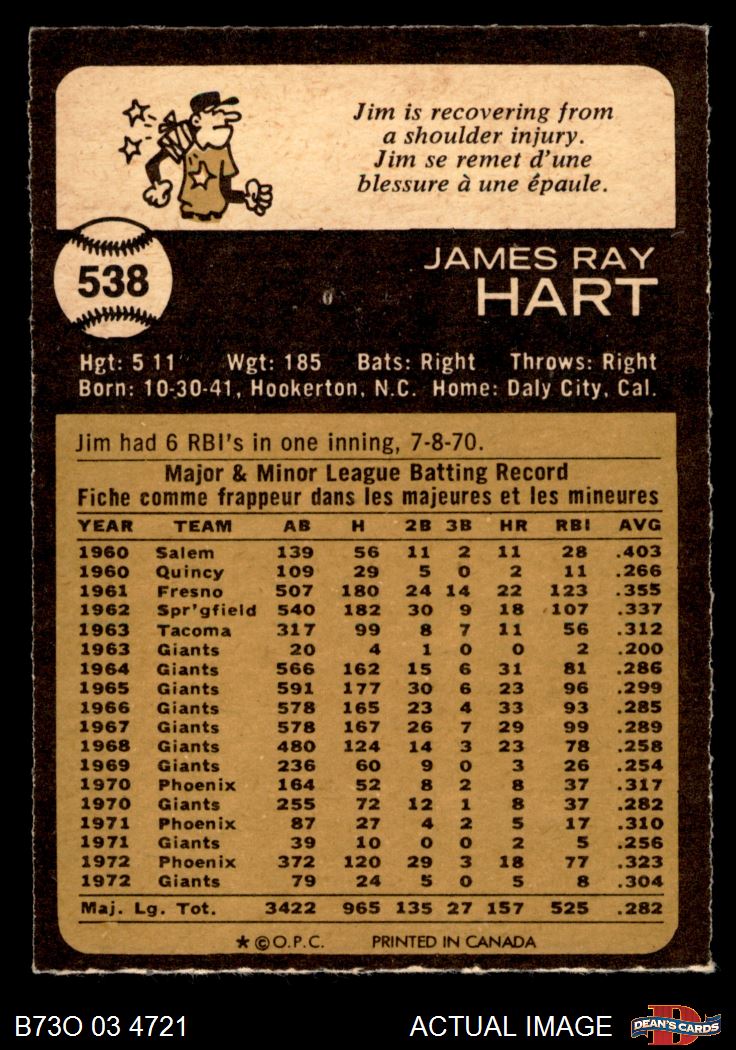 Jim is recovering from
a shoulder injury.
Jim se remet d'une
blessure à une épaule.
538
JAMES RAY
HART
Hgt: 5 11 Wgt: 185 Bats: Right Throws: Right
Born: 10-30-41, Hookerton, N.C. Home: Daly City, Cal.
Jim had 6 RBI's in one inning, 7-8-70.
Major & Minor League Batting Record
Fiche comme frappeur dans les majeures et les mineures
YEAR TEAM AB H 2B 3B HR RBI AVG
1960 Salem 139 56 11 2 11 28 .403
1960 Quincy 109 29 5 0 2 11 .266
1961 Fresno 507 180 24 14 22 123 .355
1962 Spr'gfield 540 182 30 9 18 107 .337
1963 Tacoma 317 99 8 7 11 56 .312
1963 Giants 20 4 1 0 0 2 .200
1964 Giants 566 162 15 6 31 81 .286
1965 Giants 591 177 30 6 23 96 .299
1966 Giants 578 165 23 4 33 93 .285
1967 Giants 578 167 26 7 29 99 .289
1968 Giants 480 124 14 3 23 78 .258
1969 Giants 236 60 9 0 3 26 .254
1970 Phoenix 164 52 8 2 8 37 .317
1970 Giants 255 72 12 1 8 37 .282
1971 Phoenix 87 27 4 2 5 17 .310
1971 Giants 39 10 0 0 2 5 .256
1972 Phoenix 372 120 29 3 18 77 .323
1972 Giants 79 24 5 0 5 8 .304
Maj. Lg. Tot. 3422 965 135 27 157 525 .282
★ © O.P.C. PRINTED IN CANADA
B73O 03 4721 ACTUAL IMAGE DEAN'S CARDS